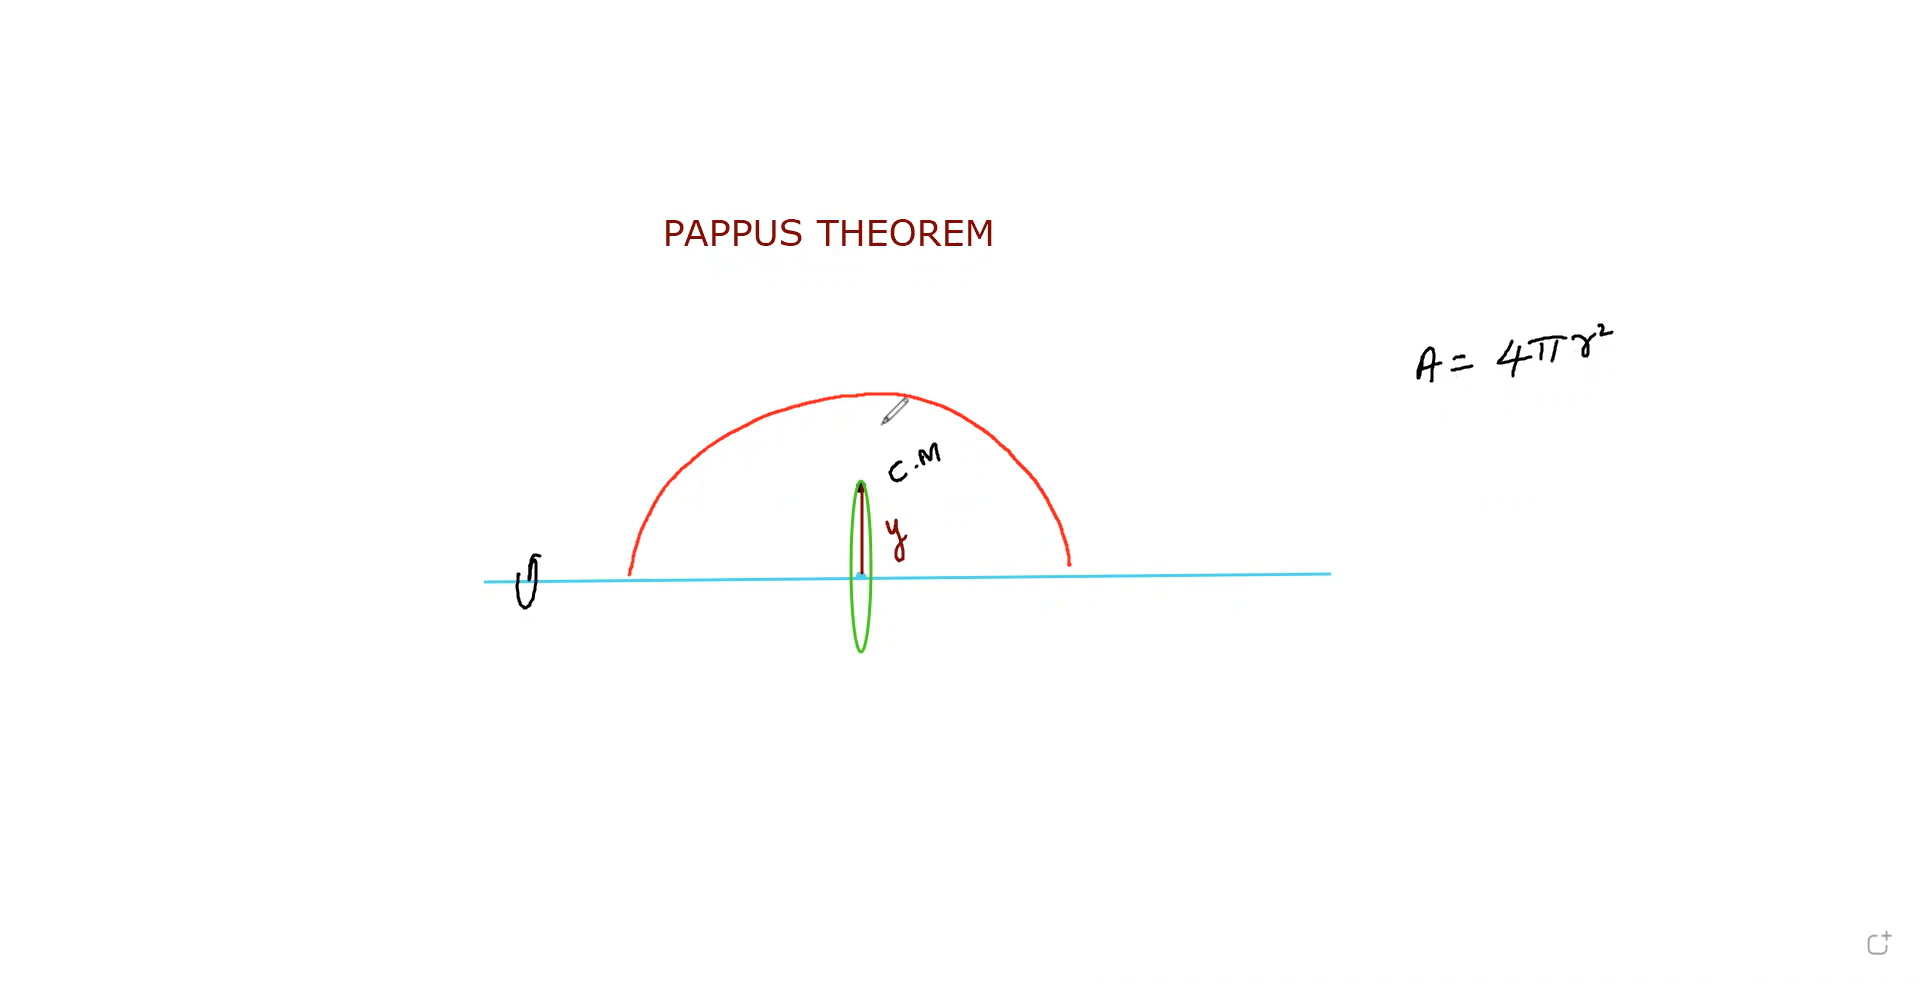 PAPPUS THEOREM
A = 4πr²
C.M
y